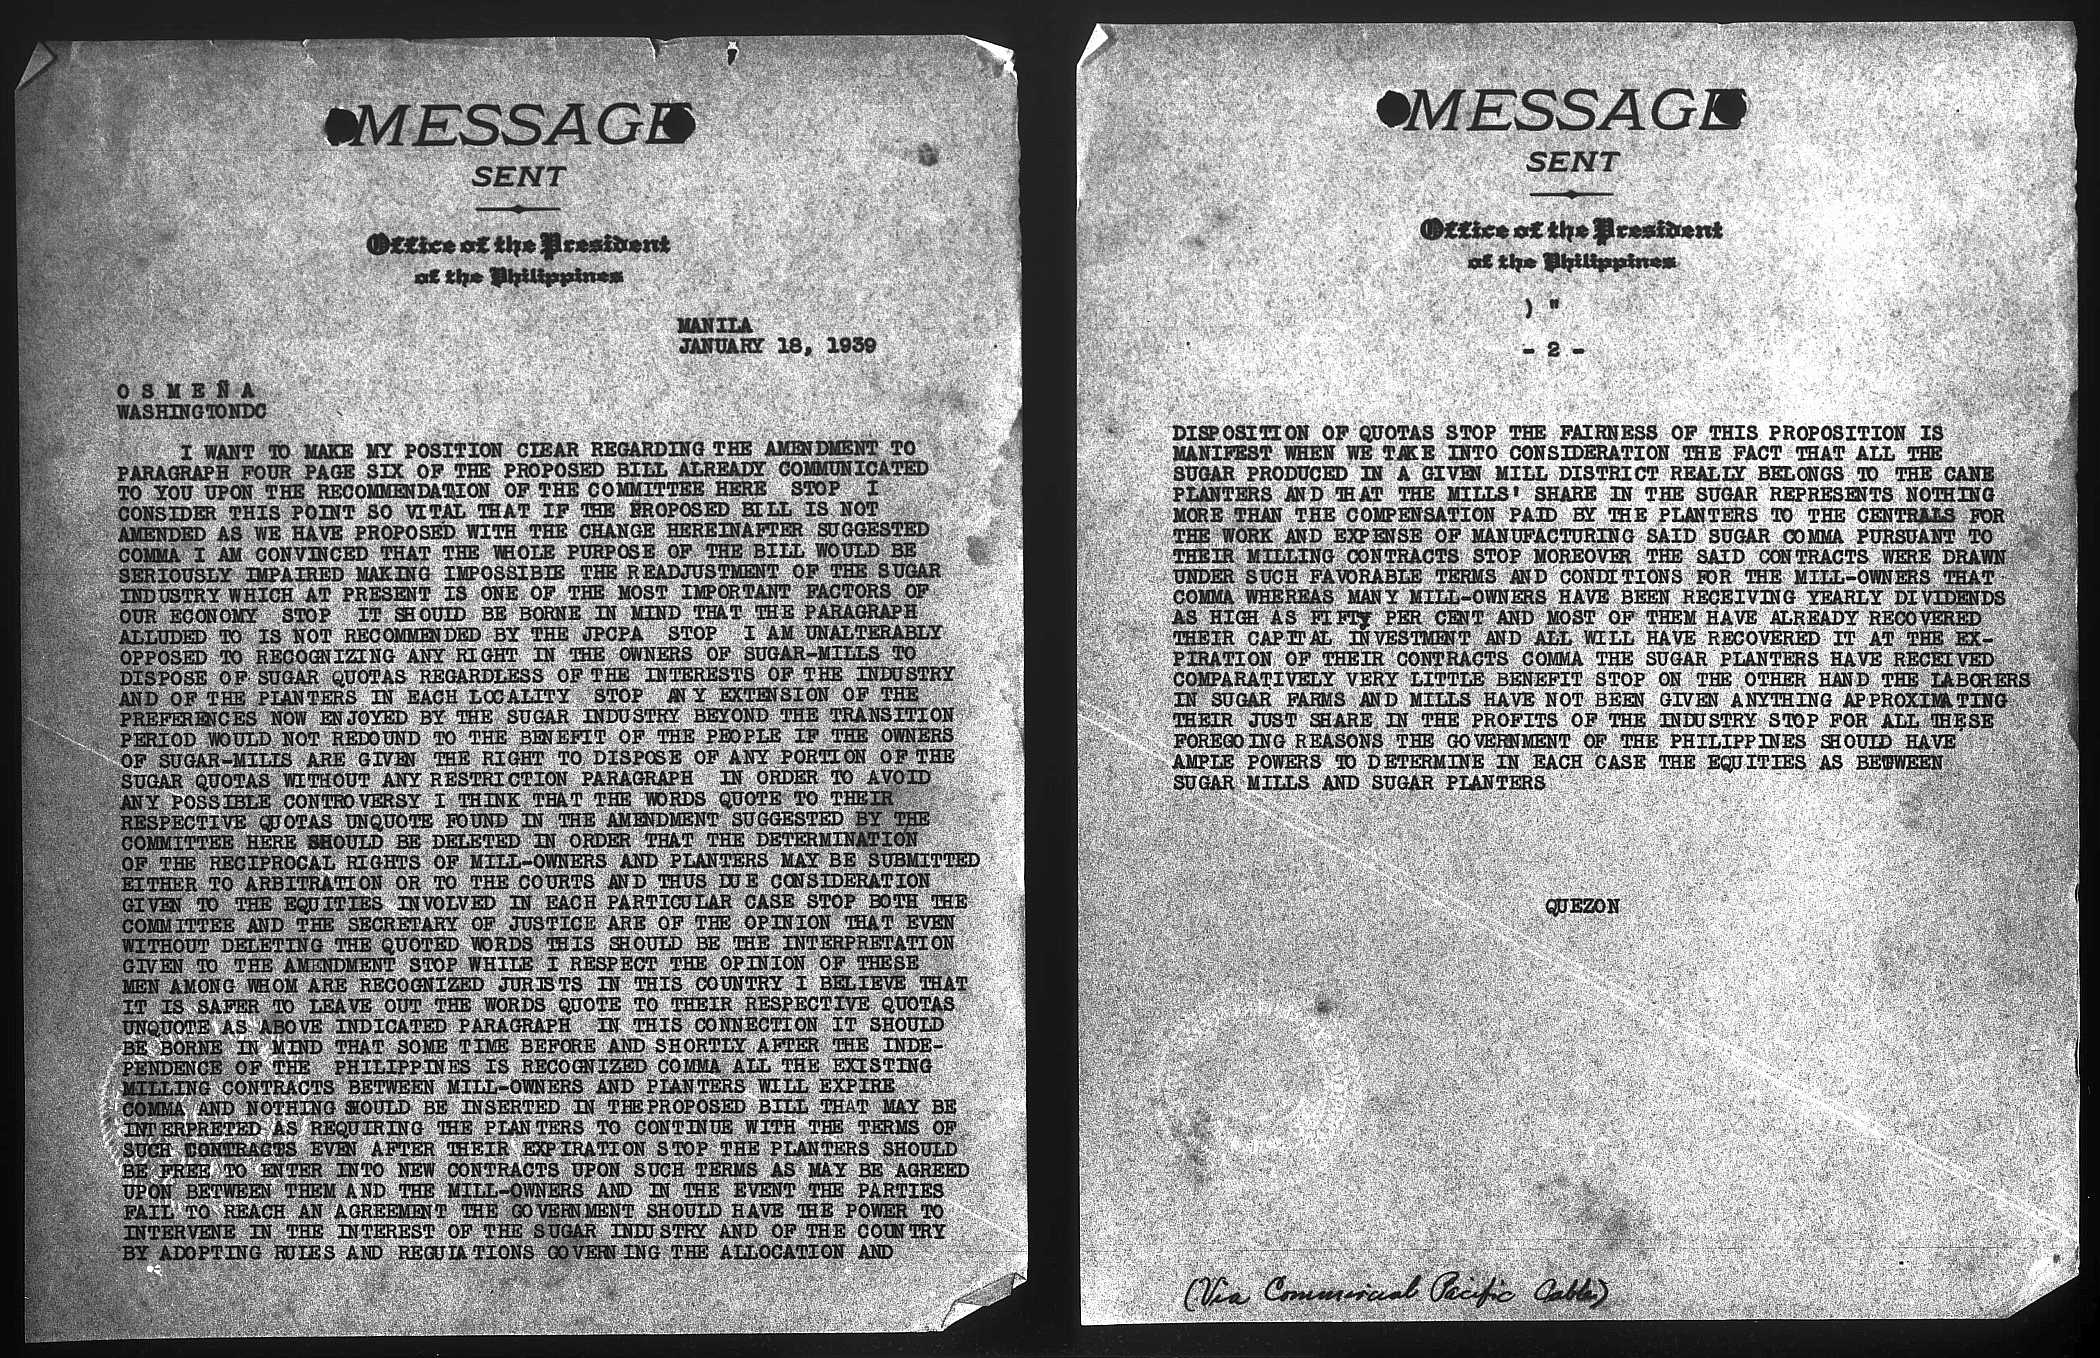 MESSAGE
SENT
Office of the President
of the Philippines
MANILA
JANUARY 18, 1939
O S M E Ñ A
WASHINGTONDC
I WANT TO MAKE MY POSITION CLEAR REGARDING THE AMENDMENT TO
PARAGRAPH FOUR PAGE SIX OF THE PROPOSED BILL ALREADY COMMUNICATED
TO YOU UPON THE RECOMMENDATION OF THE COMMITTEE HERE STOP I
CONSIDER THIS POINT SO VITAL THAT IF THE PROPOSED BILL IS NOT
AMENDED AS WE HAVE PROPOSED WITH THE CHANGE HEREINAFTER SUGGESTED
COMMA I AM CONVINCED THAT THE WHOLE PURPOSE OF THE BILL WOULD BE
SERIOUSLY IMPAIRED MAKING IMPOSSIBLE THE READJUSTMENT OF THE SUGAR
INDUSTRY WHICH AT PRESENT IS ONE OF THE MOST IMPORTANT FACTORS OF
OUR ECONOMY STOP IT SHOULD BE BORNE IN MIND THAT THE PARAGRAPH
ALLUDED TO IS NOT RECOMMENDED BY THE JPCPA STOP I AM UNALTERABLY
OPPOSED TO RECOGNIZING ANY RIGHT IN THE OWNERS OF SUGAR-MILLS TO
DISPOSE OF SUGAR QUOTAS REGARDLESS OF THE INTERESTS OF THE INDUSTRY
AND OF THE PLANTERS IN EACH LOCALITY STOP ANY EXTENSION OF THE
PREFERENCES NOW ENJOYED BY THE SUGAR INDUSTRY BEYOND THE TRANSITION
PERIOD WOULD NOT REDOUND TO THE BENEFIT OF THE PEOPLE IF THE OWNERS
OF SUGAR-MILLS ARE GIVEN THE RIGHT TO DISPOSE OF ANY PORTION OF THE
SUGAR QUOTAS WITHOUT ANY RESTRICTION PARAGRAPH IN ORDER TO AVOID
ANY POSSIBLE CONTROVERSY I THINK THAT THE WORDS QUOTE TO THEIR
RESPECTIVE QUOTAS UNQUOTE FOUND IN THE AMENDMENT SUGGESTED BY THE
COMMITTEE HERE SHOULD BE DELETED IN ORDER THAT THE DETERMINATION
OF THE RECIPROCAL RIGHTS OF MILL-OWNERS AND PLANTERS MAY BE SUBMITTED
EITHER TO ARBITRATION OR TO THE COURTS AND THUS DUE CONSIDERATION
GIVEN TO THE EQUITIES INVOLVED IN EACH PARTICULAR CASE STOP BOTH THE
COMMITTEE AND THE SECRETARY OF JUSTICE ARE OF THE OPINION THAT EVEN
WITHOUT DELETING THE QUOTED WORDS THIS SHOULD BE THE INTERPRETATION
GIVEN TO THE AMENDMENT STOP WHILE I RESPECT THE OPINION OF THESE
MEN AMONG WHOM ARE RECOGNIZED JURISTS IN THIS COUNTRY I BELIEVE THAT
IT IS SAFER TO LEAVE OUT THE WORDS QUOTE TO THEIR RESPECTIVE QUOTAS
UNQUOTE AS ABOVE INDICATED PARAGRAPH IN THIS CONNECTION IT SHOULD
BE BORNE IN MIND THAT SOME TIME BEFORE AND SHORTLY AFTER THE INDE-
PENDENCE OF THE PHILIPPINES IS RECOGNIZED COMMA ALL THE EXISTING
MILLING CONTRACTS BETWEEN MILL-OWNERS AND PLANTERS WILL EXPIRE
COMMA AND NOTHING SHOULD BE INSERTED IN THE PROPOSED BILL THAT MAY BE
INTERPRETED AS REQUIRING THE PLANTERS TO CONTINUE WITH THE TERMS OF
SUCH CONTRACTS EVEN AFTER THEIR EXPIRATION STOP THE PLANTERS SHOULD
BE FREE TO ENTER INTO NEW CONTRACTS UPON SUCH TERMS AS MAY BE AGREED
UPON BETWEEN THEM AND THE MILL-OWNERS AND IN THE EVENT THE PARTIES
FAIL TO REACH AN AGREEMENT THE GOVERNMENT SHOULD HAVE THE POWER TO
INTERVENE IN THE INTEREST OF THE SUGAR INDUSTRY AND OF THE COUNTRY
BY ADOPTING RULES AND REGULATIONS GOVERNING THE ALLOCATION AND
MESSAGE
SENT
Office of the President
of the Philippines
) "
- 2 -
DISPOSITION OF QUOTAS STOP THE FAIRNESS OF THIS PROPOSITION IS
MANIFEST WHEN WE TAKE INTO CONSIDERATION THE FACT THAT ALL THE
SUGAR PRODUCED IN A GIVEN MILL DISTRICT REALLY BELONGS TO THE CANE
PLANTERS AND THAT THE MILLS' SHARE IN THE SUGAR REPRESENTS NOTHING
MORE THAN THE COMPENSATION PAID BY THE PLANTERS TO THE CENTRALS FOR
THE WORK AND EXPENSE OF MANUFACTURING SAID SUGAR COMMA PURSUANT TO
THEIR MILLING CONTRACTS STOP MOREOVER THE SAID CONTRACTS WERE DRAWN
UNDER SUCH FAVORABLE TERMS AND CONDITIONS FOR THE MILL-OWNERS THAT
COMMA WHEREAS MANY MILL-OWNERS HAVE BEEN RECEIVING YEARLY DIVIDENDS
AS HIGH AS FIFTY PER CENT AND MOST OF THEM HAVE ALREADY RECOVERED
THEIR CAPITAL INVESTMENT AND ALL WILL HAVE RECOVERED IT AT THE EX-
PIRATION OF THEIR CONTRACTS COMMA THE SUGAR PLANTERS HAVE RECEIVED
COMPARATIVELY VERY LITTLE BENEFIT STOP ON THE OTHER HAND THE LABORERS
IN SUGAR FARMS AND MILLS HAVE NOT BEEN GIVEN ANYTHING APPROXIMATING
THEIR JUST SHARE IN THE PROFITS OF THE INDUSTRY STOP FOR ALL THESE
FOREGOING REASONS THE GOVERNMENT OF THE PHILIPPINES SHOULD HAVE
AMPLE POWERS TO DETERMINE IN EACH CASE THE EQUITIES AS BETWEEN
SUGAR MILLS AND SUGAR PLANTERS
QUEZON
(Via Commercial Pacific Cable)